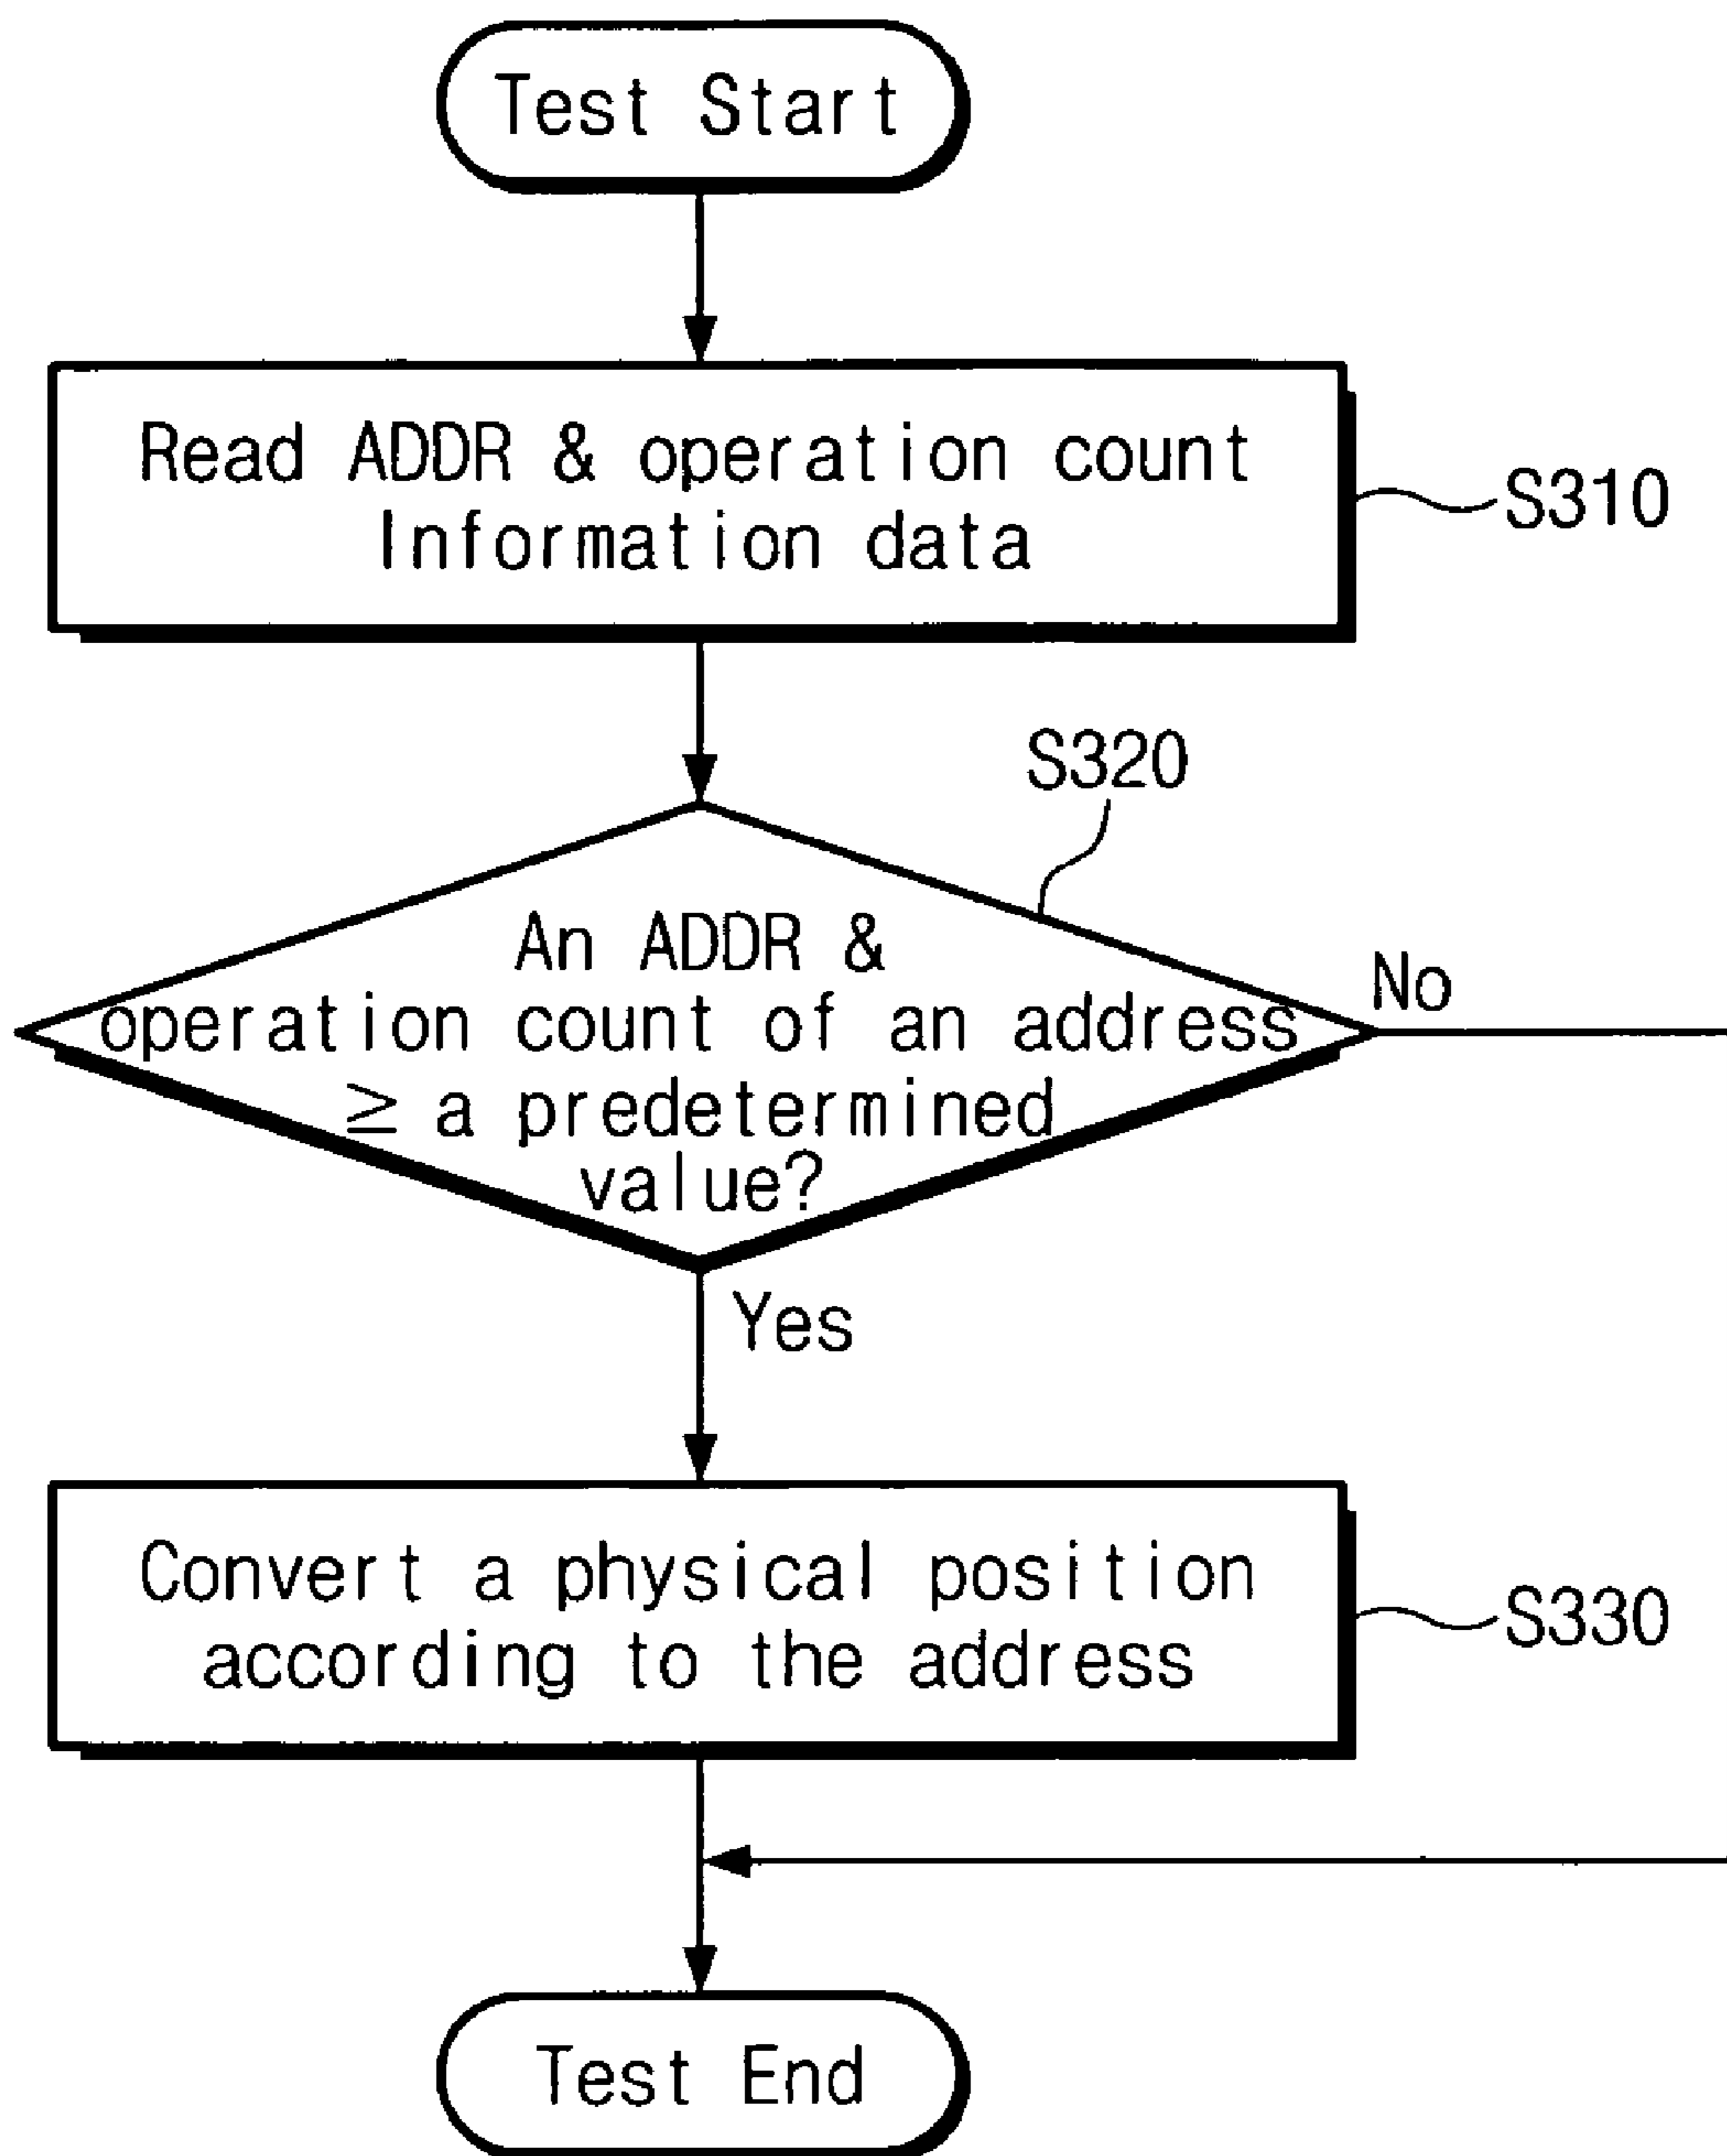 Test Start
Read ADDR & operation count
Information data
S310
S320
An ADDR &
operation count of an address
≥ a predetermined
value?
No
Yes
Convert a physical position
according to the address
S330
Test End